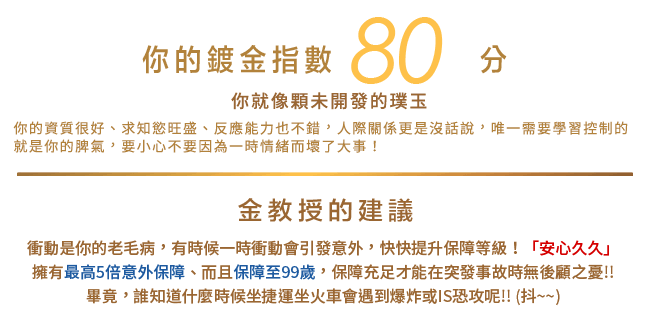 你的鍍金指數 80 分
你就像顆未開發的璞玉
你的資質很好、求知慾旺盛、反應能力也不錯，人際關係更是沒話說，唯一需要學習控制的
就是你的脾氣，要小心不要因為一時情緒而壞了大事！
金教授的建議
衝動是你的老毛病，有時候一時衝動會引發意外，快快提升保障等級！「安心久久」
擁有最高5倍意外保障、而且保障至99歲，保障充足才能在突發事故時無後顧之憂!!
畢竟，誰知道什麼時候坐捷運坐火車會遇到爆炸或IS恐攻呢!! (抖~~)